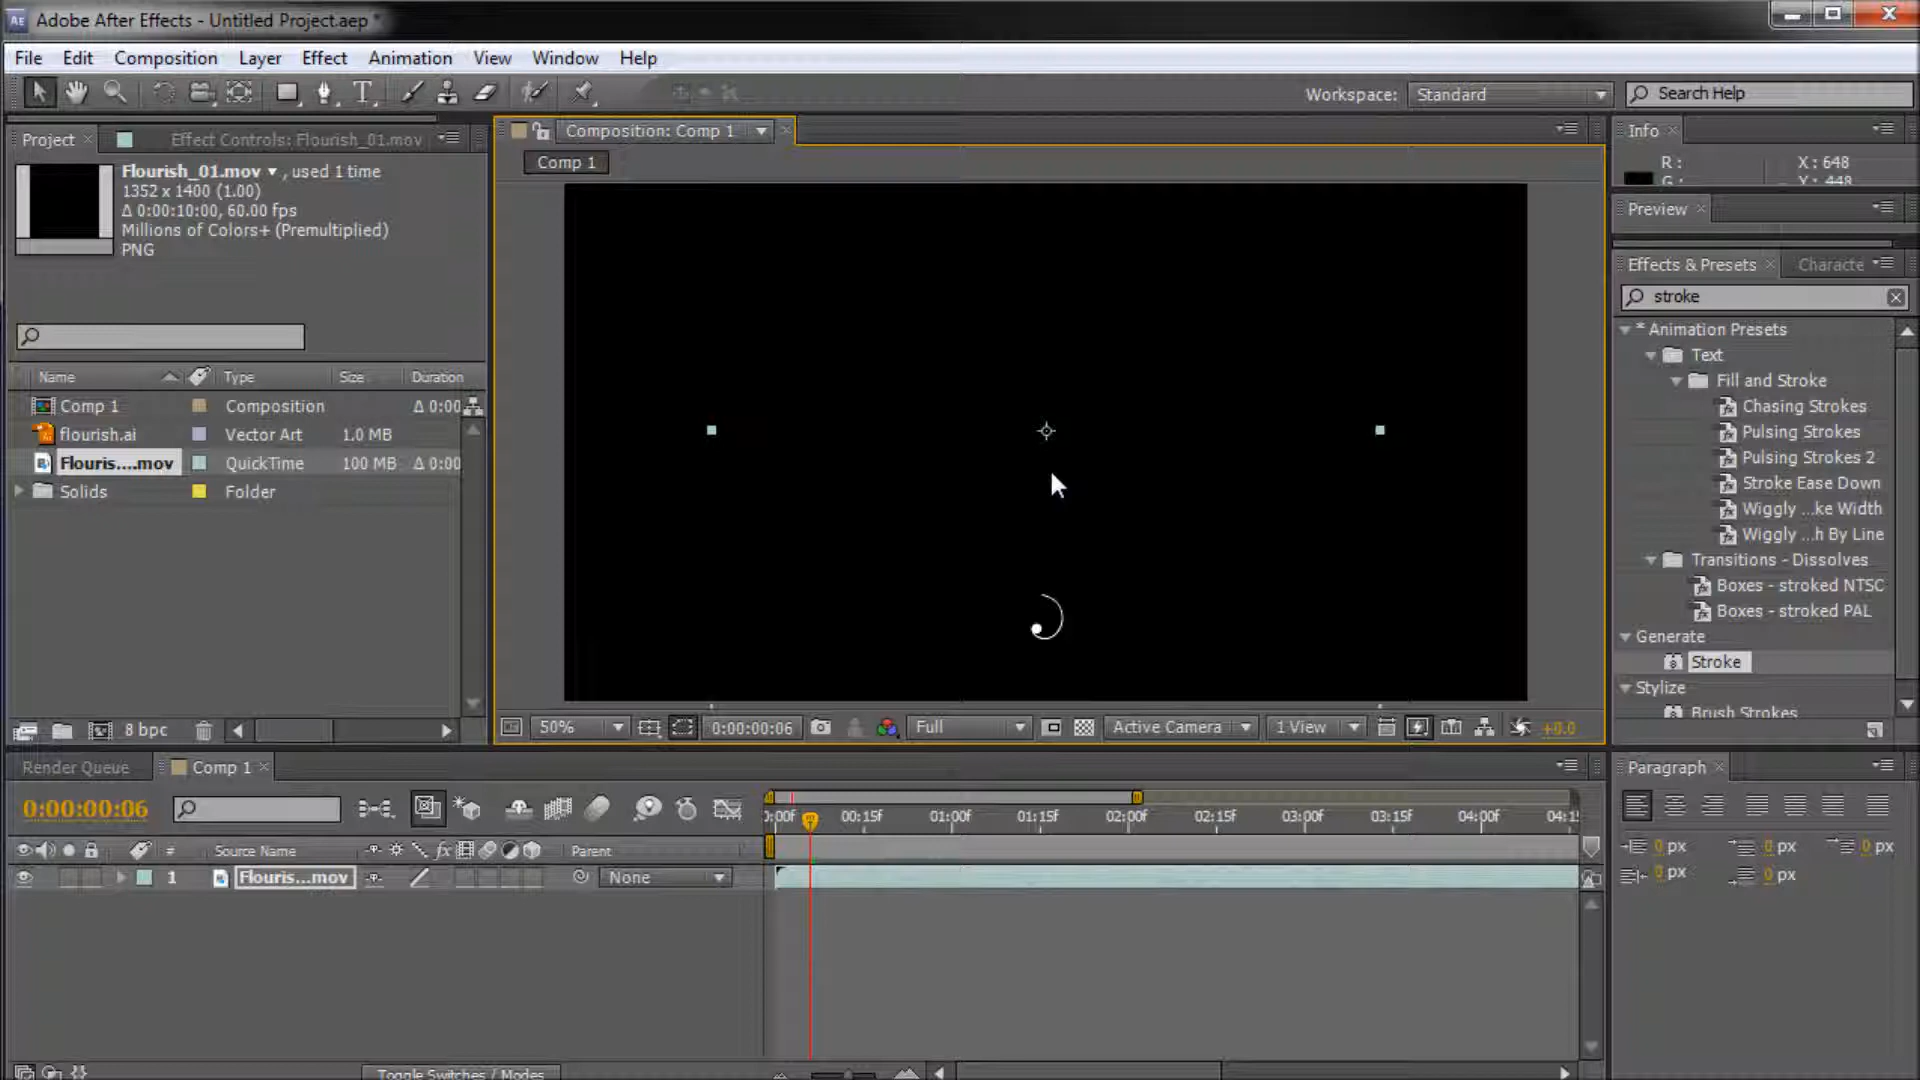 Adobe After Effects - Untitled Project.aep *
File Edit Composition Layer Effect Animation View Window Help
Workspace: Standard
Search Help
Project
Effect Controls: Flourish_01.mov
Flourish_01.mov , used 1 time
1352 x 1400 (1.00)
Δ 0:00:10:00, 60.00 fps
Millions of Colors+ (Premultiplied)
PNG
Name Type Size Duration
Comp 1 Composition Δ 0:00
flourish.ai Vector Art 1.0 MB
Flouris....mov QuickTime 100 MB Δ 0:00
Solids Folder
8 bpc
Composition: Comp 1
Comp 1
50% 0:00:00:06 Full Active Camera 1 View +0.0
Info
R : X : 648
G : Y : 448
Preview
Effects & Presets Characte
stroke
* Animation Presets
Text
Fill and Stroke
Chasing Strokes
Pulsing Strokes
Pulsing Strokes 2
Stroke Ease Down
Wiggly ...ke Width
Wiggly ...h By Line
Transitions - Dissolves
Boxes - stroked NTSC
Boxes - stroked PAL
Generate
Stroke
Stylize
Brush Strokes
Render Queue Comp 1
0:00:00:06
):00f 00:15f 01:00f 01:15f 02:00f 02:15f 03:00f 03:15f 04:00f 04:1
# Source Name Parent
1 Flouris...mov None
Toggle Switches / Modes
Paragraph
0 px 0 px 0 px
0 px 0 px